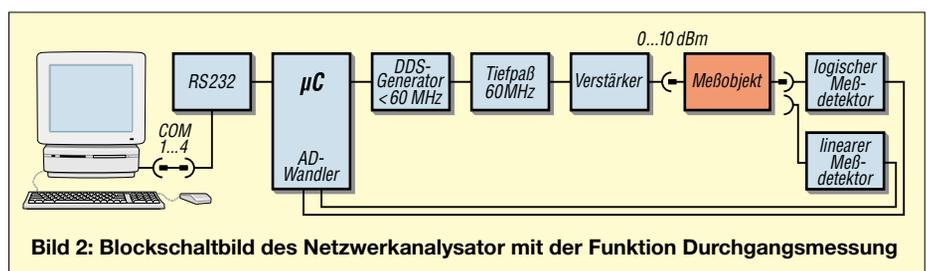 0...10 dBm
RS232
µC
DDS-
Generator
< 60 MHz
Tiefpaß
60MHz
Verstärker
Meßobjekt
logischer
Meß-
detektor
COM
1...4
AD-
Wandler
linearer
Meß-
detektor
Bild 2: Blockschaltbild des Netzwerkanalysator mit der Funktion Durchgangsmessung